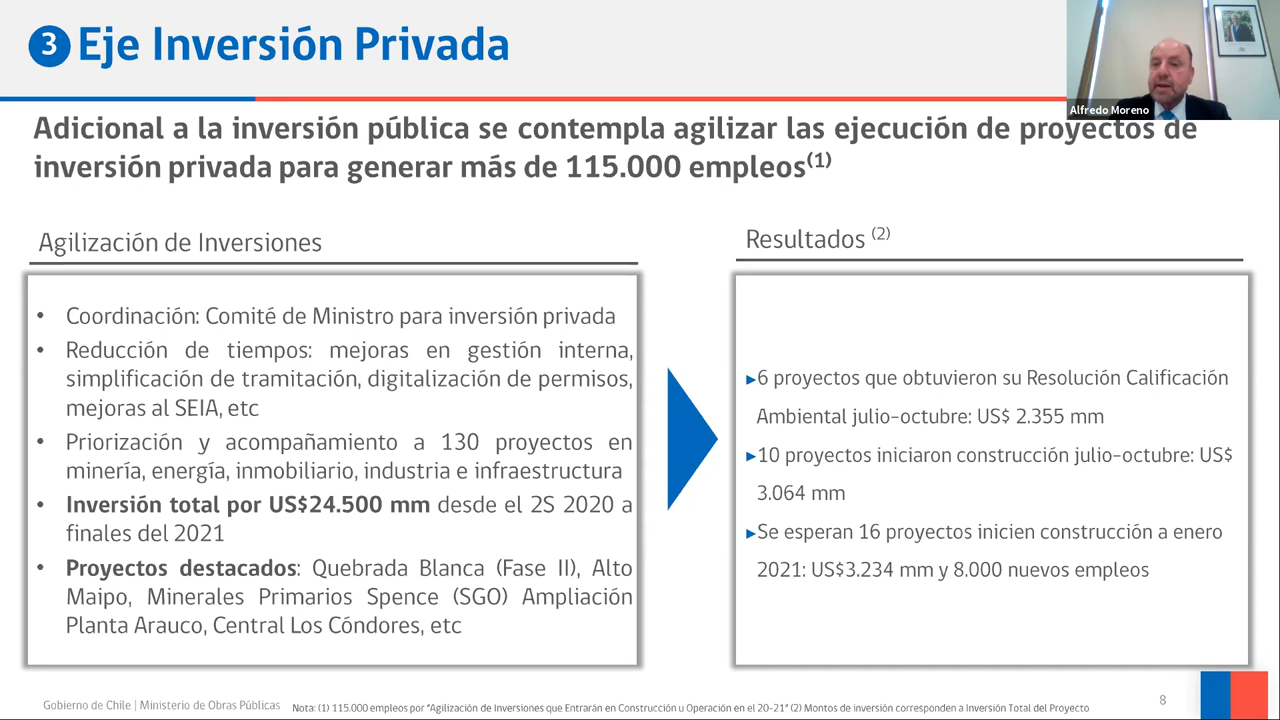 3 Eje Inversión Privada
Alfredo Moreno
Adicional a la inversión pública se contempla agilizar las ejecución de proyectos de
inversión privada para generar más de 115.000 empleos(1)
Agilización de Inversiones
• Coordinación: Comité de Ministro para inversión privada
• Reducción de tiempos: mejoras en gestión interna,
simplificación de tramitación, digitalización de permisos,
mejoras al SEIA, etc
• Priorización y acompañamiento a 130 proyectos en
minería, energía, inmobiliario, industria e infraestructura
• Inversión total por US$24.500 mm desde el 2S 2020 a
finales del 2021
• Proyectos destacados: Quebrada Blanca (Fase II), Alto
Maipo, Minerales Primarios Spence (SGO) Ampliación
Planta Arauco, Central Los Cóndores, etc
Resultados (2)
▸6 proyectos que obtuvieron su Resolución Calificación
Ambiental julio-octubre: US$ 2.355 mm
▸10 proyectos iniciaron construcción julio-octubre: US$
3.064 mm
▸Se esperan 16 proyectos inicien construcción a enero
2021: US$3.234 mm y 8.000 nuevos empleos
Gobierno de Chile | Ministerio de Obras Públicas
Nota: (1) 115.000 empleos por "Agilización de Inversiones que Entrarán en Construcción u Operación en el 20-21" (2) Montos de inversión corresponden a Inversión Total del Proyecto
8